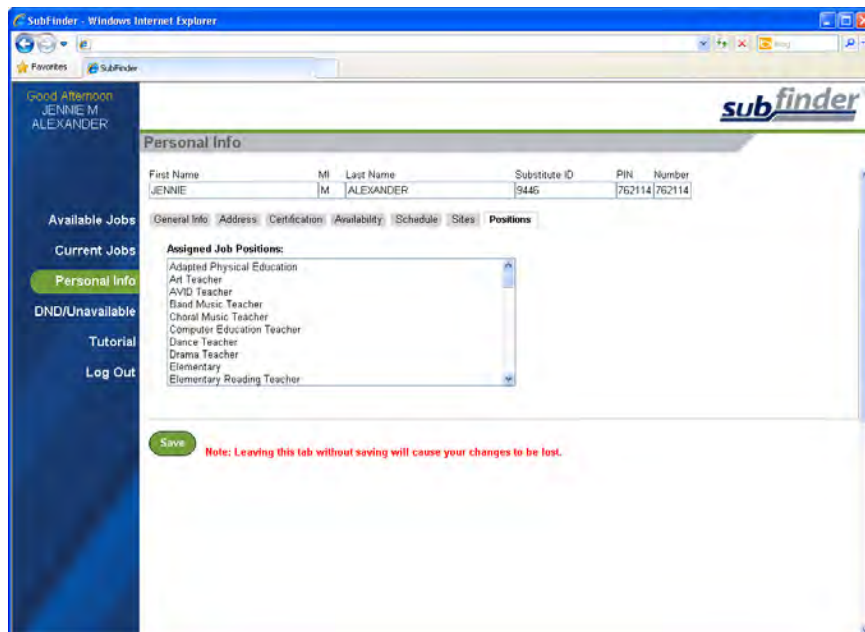 SubFinder - Windows Internet Explorer
Favorites SubFinder
Good Afternoon
JENNIE M
ALEXANDER
subfinder
Personal Info
First Name MI Last Name Substitute ID PIN Number
JENNIE M ALEXANDER 9446 762114 762114
Available Jobs
Current Jobs
Personal Info
DND/Unavailable
Tutorial
Log Out
General Info Address Certification Availability Schedule Sites Positions
Assigned Job Positions:
Adapted Physical Education
Art Teacher
AVID Teacher
Band Music Teacher
Choral Music Teacher
Computer Education Teacher
Dance Teacher
Drama Teacher
Elementary
Elementary Reading Teacher
Save
Note: Leaving this tab without saving will cause your changes to be lost.